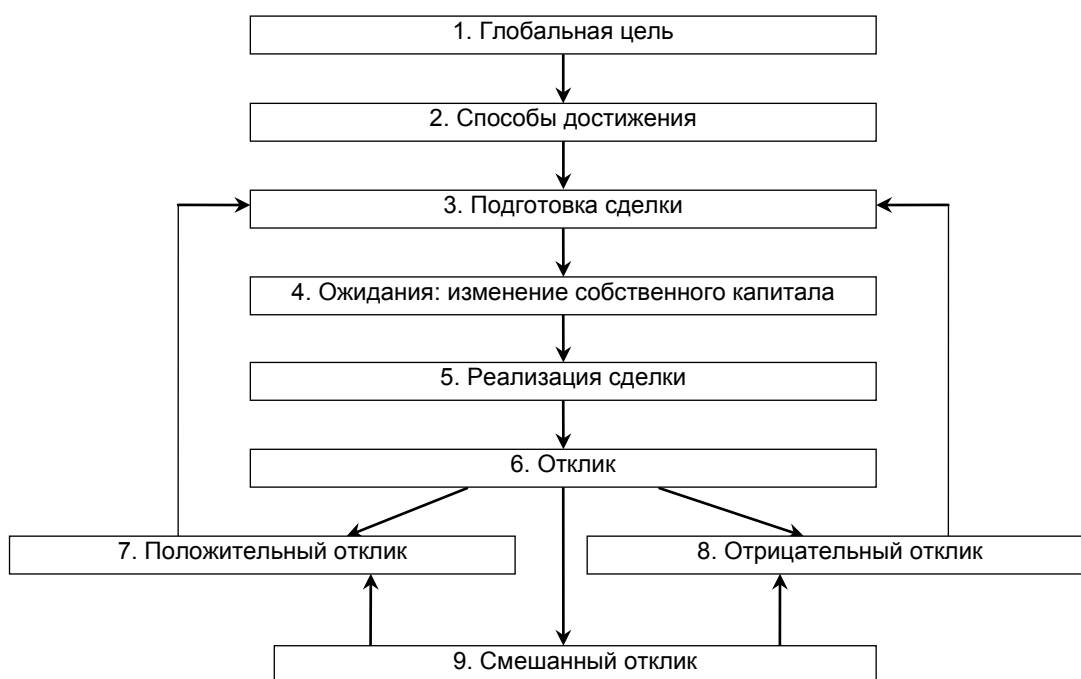 1. Глобальная цель
2. Способы достижения
3. Подготовка сделки
4. Ожидания: изменение собственного капитала
5. Реализация сделки
6. Отклик
7. Положительный отклик
8. Отрицательный отклик
9. Смешанный отклик